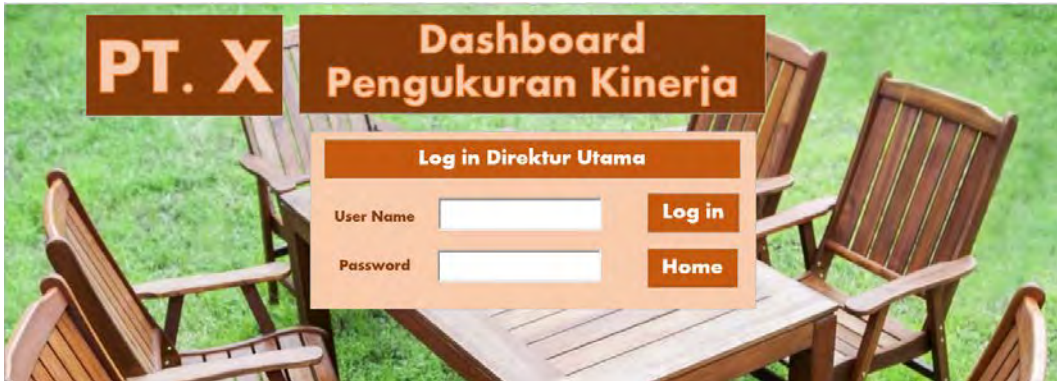 PT. X
Dashboard
Pengukuran Kinerja
Log in Direktur Utama
User Name
Log in
Password
Home